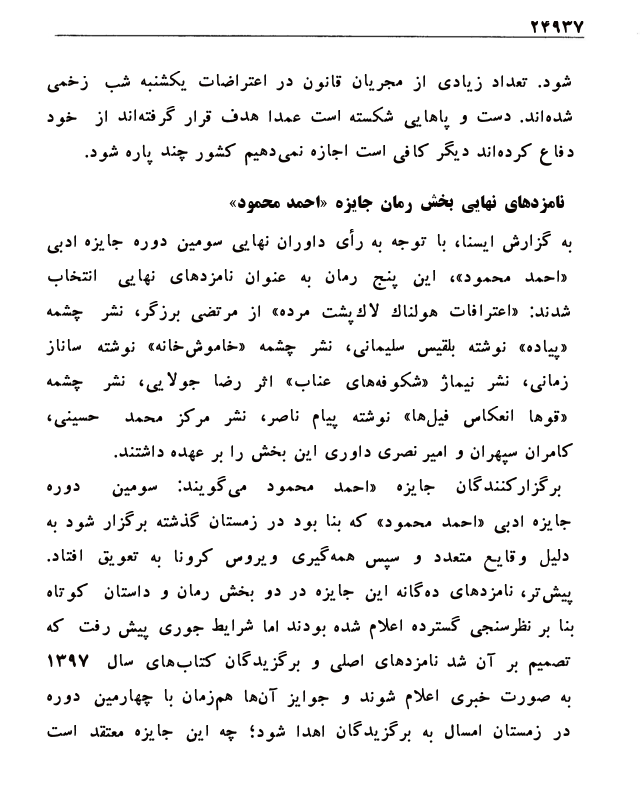 ۲۴۹۳۷
شود. تعداد زیادی از مجریان قانون در اعتراضات یکشنبه شب زخمی
شده‌اند. دست و پاهایی شکسته است عمدا هدف قرار گرفته‌اند از خود
دفاع کرده‌اند دیگر کافی است اجازه نمی‌دهیم کشور چند پاره شود.
نامزدهای نهایی بخش رمان جایزه «احمد محمود»
به گزارش ایسنا، با توجه به رأی داوران نهایی سومین دوره جایزه ادبی
«احمد محمود»، این پنج رمان به عنوان نامزدهای نهایی انتخاب
شدند: «اعترافات هولناك لاك‌پشت مرده» از مرتضی برزگر، نشر چشمه
«پیاده» نوشته بلقیس سلیمانی، نشر چشمه «خاموش‌خانه» نوشته ساناز
زمانی، نشر نیماژ «شکوفه‌های عناب» اثر رضا جولایی، نشر چشمه
«قوها انعکاس فیل‌ها» نوشته پیام ناصر، نشر مرکز محمد حسینی،
کامران سپهران و امیر نصری داوری این بخش را بر عهده داشتند.
برگزارکنندگان جایزه «احمد محمود می‌گویند: سومین دوره
جایزه ادبی «احمد محمود» که بنا بود در زمستان گذشته برگزار شود به
دلیل وقایع متعدد و سپس همه‌گیری ویروس کرونا به تعویق افتاد.
پیش‌تر، نامزدهای ده‌گانه این جایزه در دو بخش رمان و داستان کوتاه
بنا بر نظرسنجی گسترده اعلام شده بودند اما شرایط جوری پیش رفت که
تصمیم بر آن شد نامزدهای اصلی و برگزیدگان کتاب‌های سال ۱۳۹۷
به صورت خبری اعلام شوند و جوایز آن‌ها هم‌زمان با چهارمین دوره
در زمستان امسال به برگزیدگان اهدا شود؛ چه این جایزه معتقد است